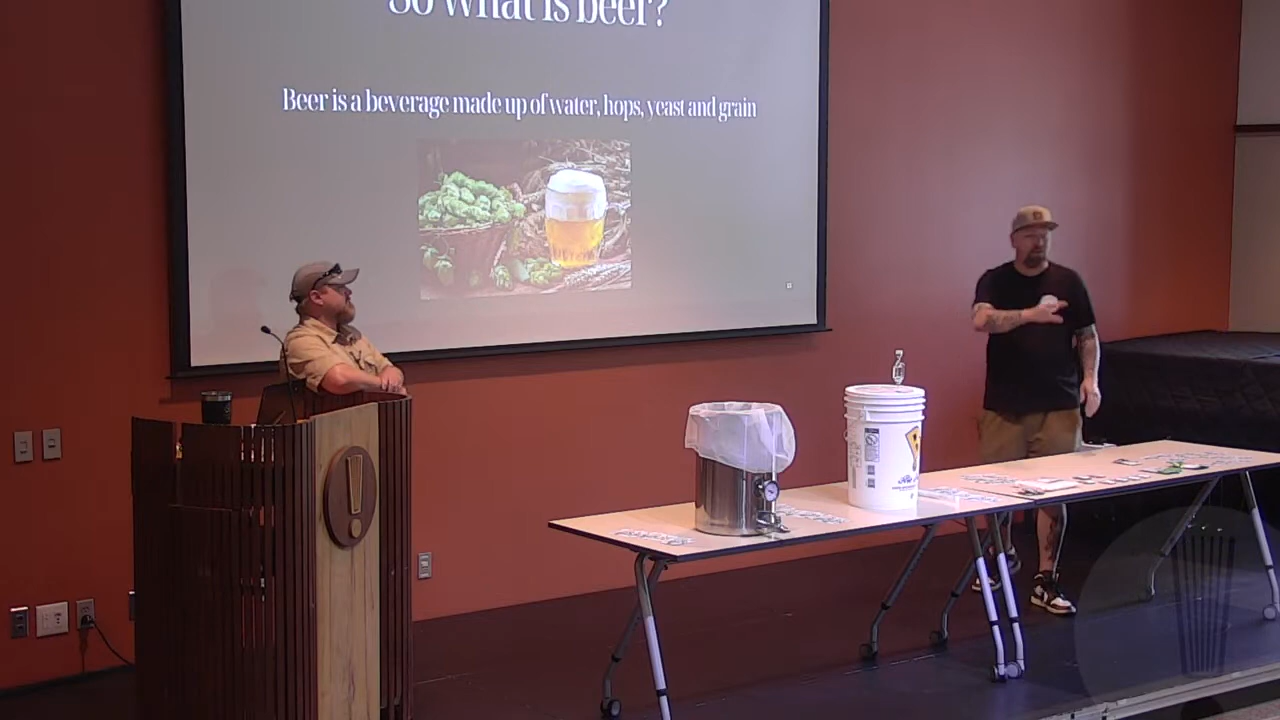 So what is beer?
Beer is a beverage made up of water, hops, yeast and grain